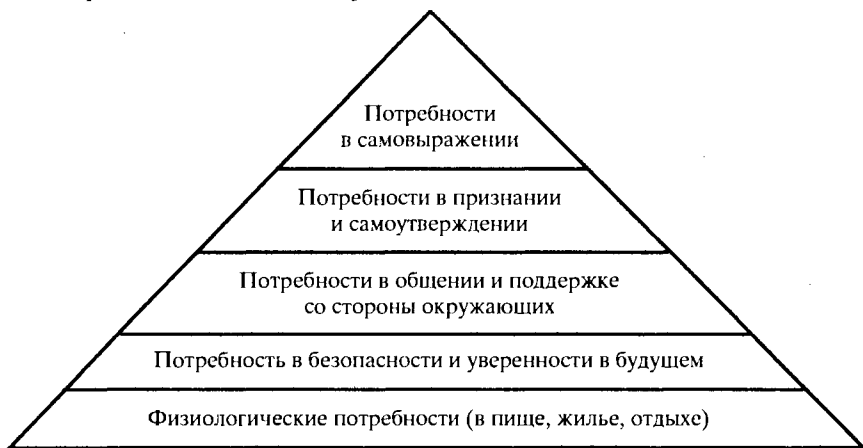 Потребности
в самовыражении
Потребности в признании
и самоутверждении
Потребности в общении и поддержке
со стороны окружающих
Потребность в безопасности и уверенности в будущем
Физиологические потребности (в пище, жилье, отдыхе)